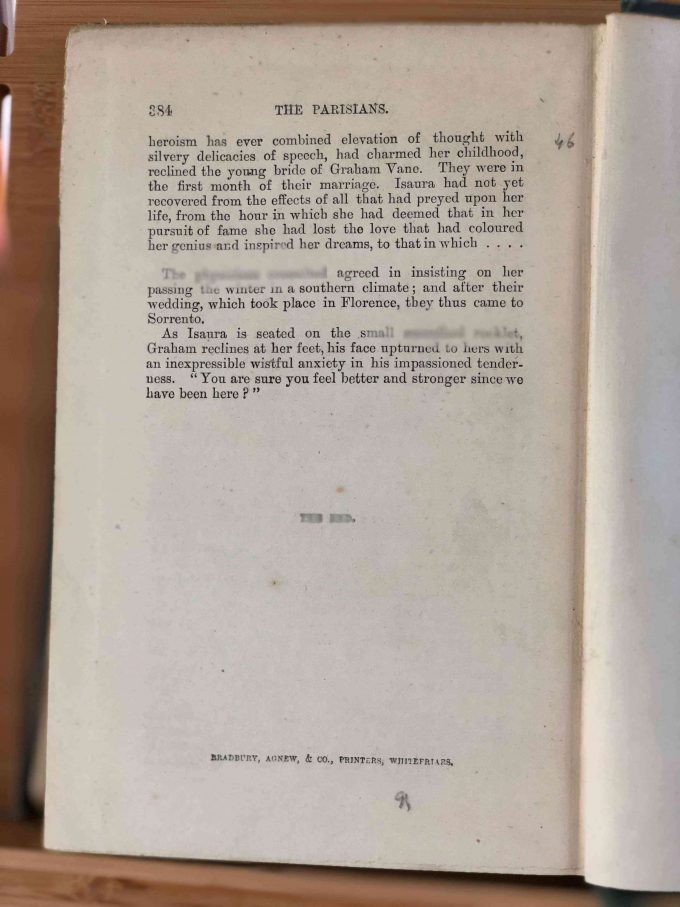 384 THE PARISIANS.
heroism has ever combined elevation of thought with
silvery delicacies of speech, had charmed her childhood,
reclined the young bride of Graham Vane. They were in
the first month of their marriage. Isaura had not yet
recovered from the effects of all that had preyed upon her
life, from the hour in which she had deemed that in her
pursuit of fame she had lost the love that had coloured
her genius and inspired her dreams, to that in which . . . .
The agreed in insisting on her
passing the winter in a southern climate; and after their
wedding, which took place in Florence, they thus came to
Sorrento.
As Isaura is seated on the small
Graham reclines at her feet, his face upturned to hers with
an inexpressible wistful anxiety in his impassioned tender-
ness. "You are sure you feel better and stronger since we
have been here?"
THE END.
BRADBURY, AGNEW, & CO., PRINTERS, WHITEFRIARS.
46